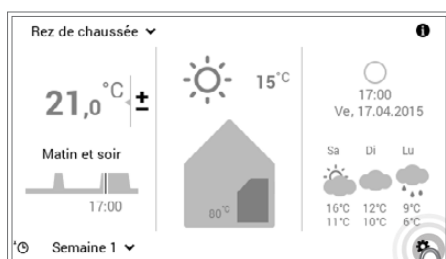 Rez de chaussée
21,0°C ±
Matin et soir
17:00
15°C
80°C
17:00
Ve, 17.04.2015
Sa Di Lu
16°C 12°C 9°C
11°C 10°C 6°C
Semaine 1